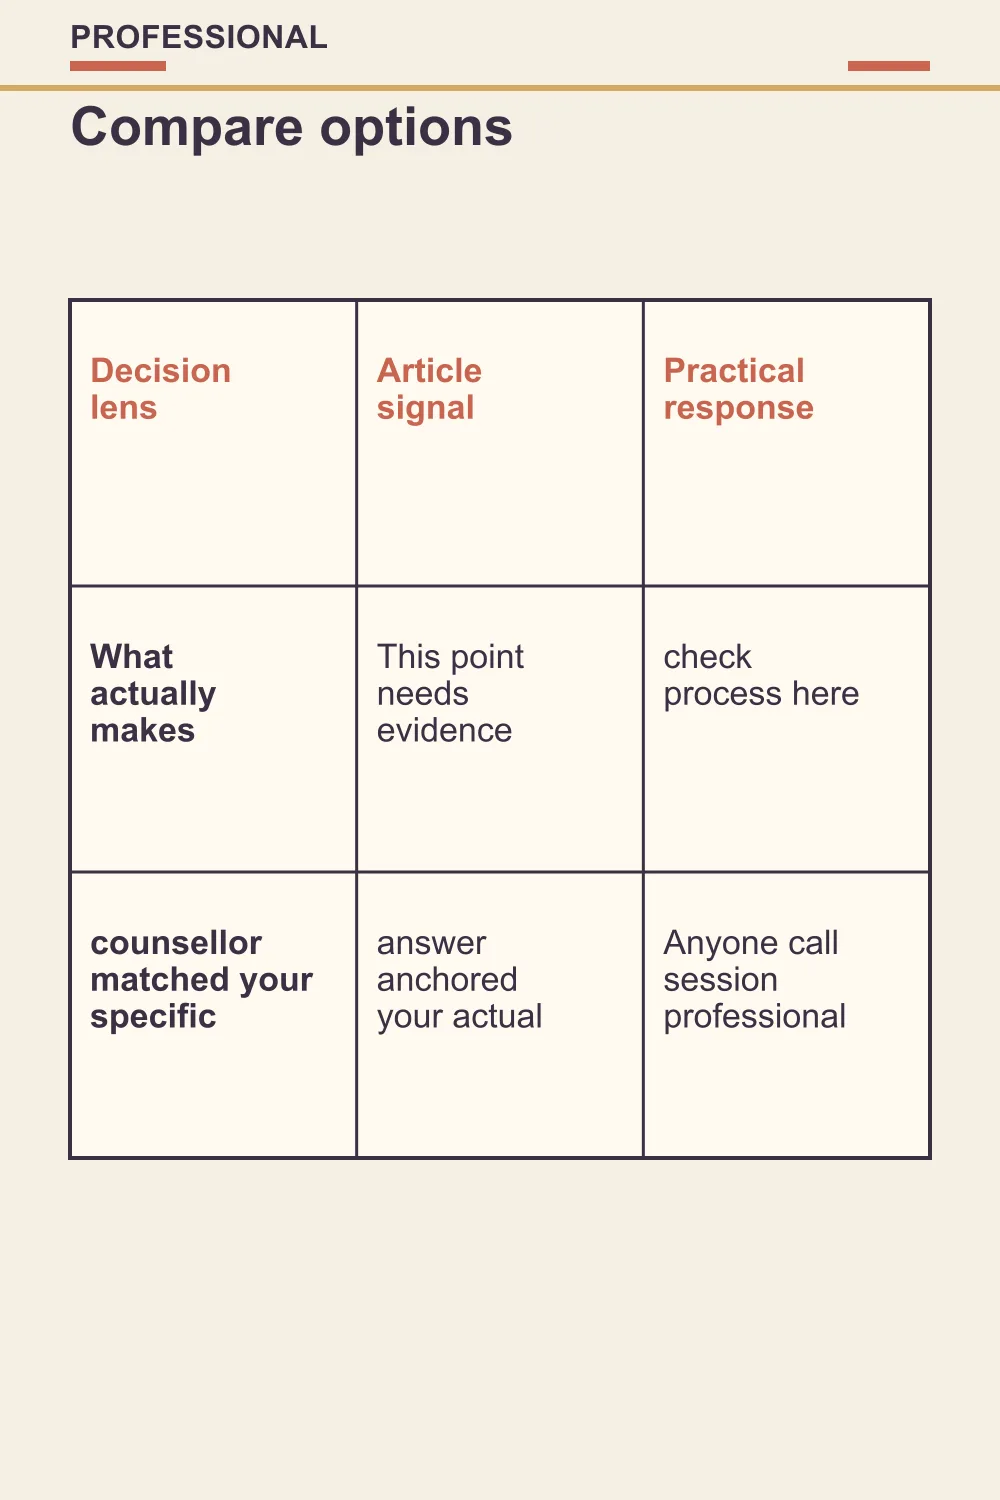 PROFESSIONAL
Compare options
Decision
lens
Article
signal
Practical
response
What
actually
makes
This point
needs
evidence
check
process here
counsellor
matched your
specific
answer
anchored
your actual
Anyone call
session
professional